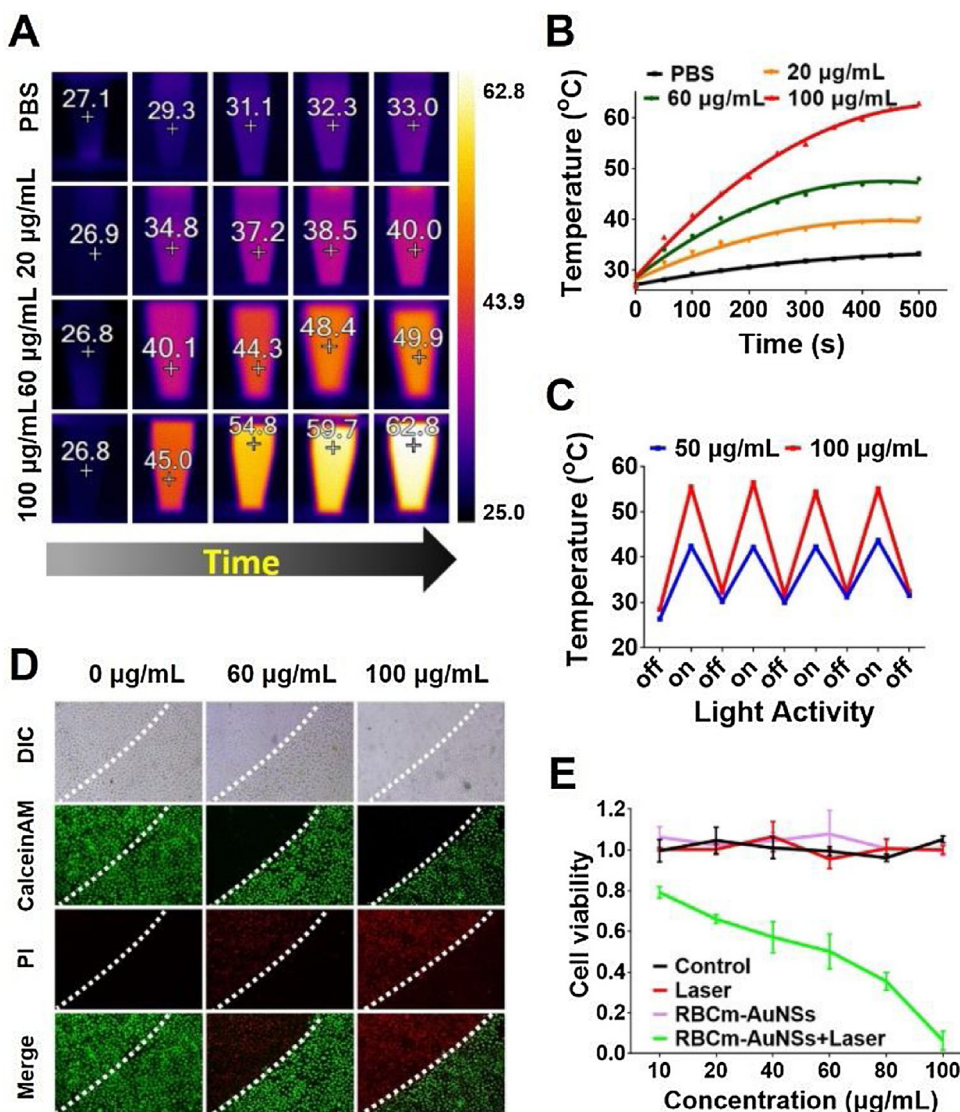 A
PBS
27.1
29.3
31.1
32.3
33.0
20 µg/mL
26.9
34.8
37.2
38.5
40.0
60 µg/mL
26.8
40.1
44.3
48.4
49.9
100 µg/mL
26.8
45.0
54.8
59.7
62.8
62.8
43.9
25.0
Time
B
PBS
20 µg/mL
60 µg/mL
100 µg/mL
Temperature (°C)
60
50
40
30
0
100
200
300
400
500
Time (s)
C
50 µg/mL
100 µg/mL
Temperature (°C)
60
50
40
30
20
off
on
off
on
off
on
off
on
off
Light Activity
D
0 µg/mL
60 µg/mL
100 µg/mL
DIC
CalceinAM
PI
Merge
E
Cell viability
1.2
1.0
0.8
0.6
0.4
0.2
0.0
Control
Laser
RBCm-AuNSs
RBCm-AuNSs+Laser
10
20
40
60
80
100
Concentration (µg/mL)